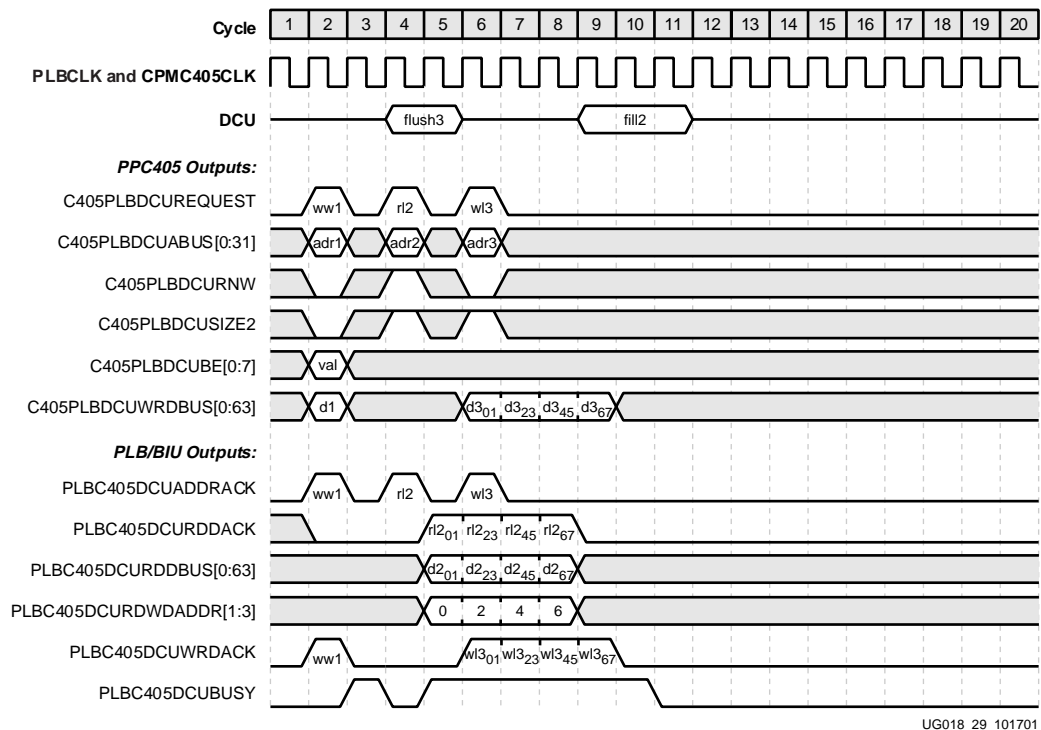 Cycle 1 2 3 4 5 6 7 8 9 10 11 12 13 14 15 16 17 18 19 20
PLBCLK and CPMC405CLK
DCU flush3 fill2
PPC405 Outputs:
C405PLBDCUREQUEST ww1 rl2 wl3
C405PLBDCUABUS[0:31] adr1 adr2 adr3
C405PLBDCURNW
C405PLBDCUSIZE2
C405PLBDCUBE[0:7] val
C405PLBDCUWRDBUS[0:63] d1 d301 d323 d345 d367
PLB/BIU Outputs:
PLBC405DCUADDRACK ww1 rl2 wl3
PLBC405DCURDDACK rl201 rl223 rl245 rl267
PLBC405DCURDDBUS[0:63] d201 d223 d245 d267
PLBC405DCURDWDADDR[1:3] 0 2 4 6
PLBC405DCUWRDACK ww1 wl301 wl323 wl345 wl367
PLBC405DCUBUSY
UG018_29_101701